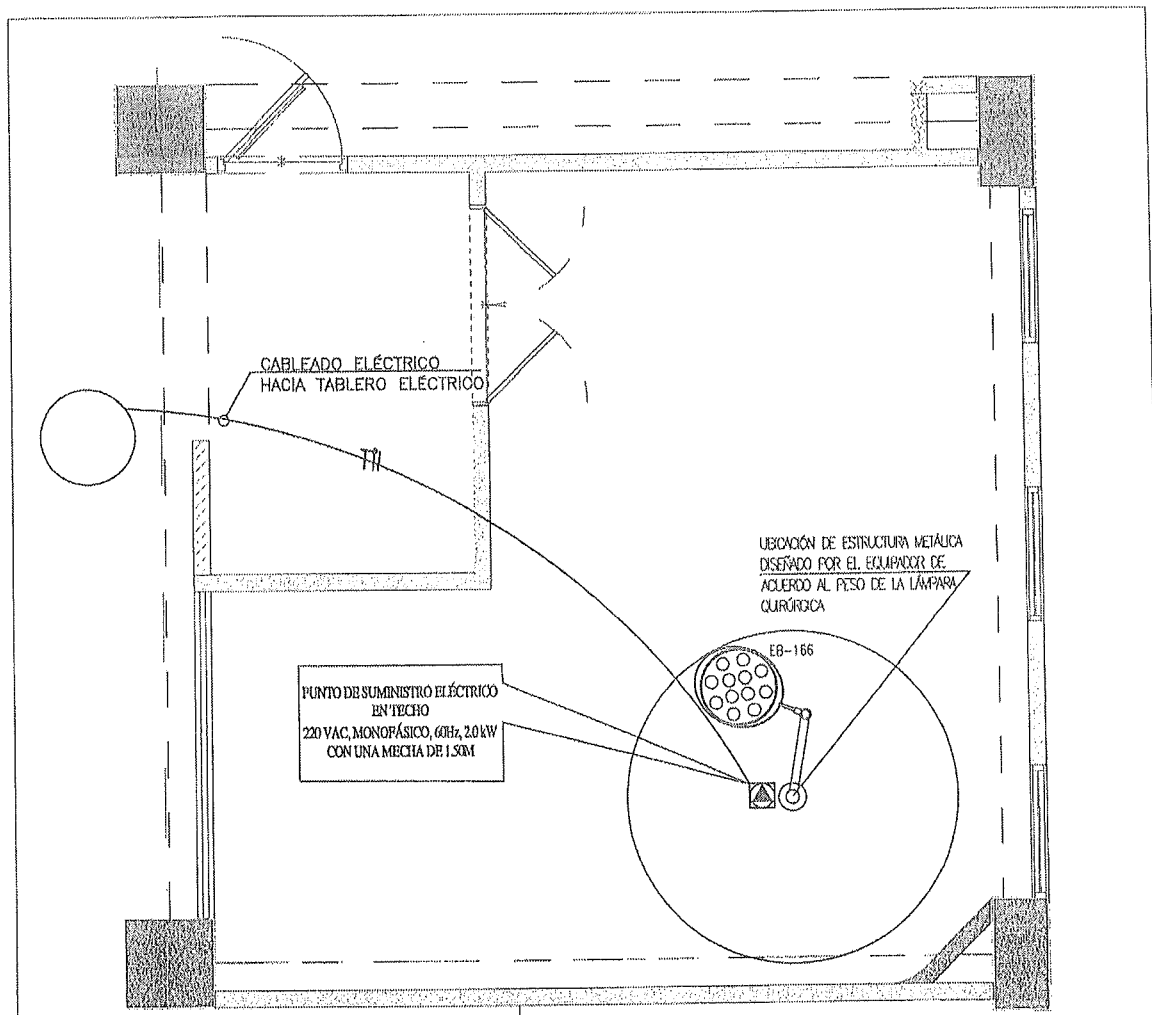 CABLEADO ELÉCTRICO
HACIA TABLERO ELÉCTRICO
UBICACIÓN DE ESTRUCTURA METÁLICA
DISEÑADO POR EL EQUIPADOR DE
ACUERDO AL PESO DE LA LÁMPARA
QUIRÚRGICA
EB-166
PUNTO DE SUMINISTRO ELÉCTRICO
EN TECHO
220 VAC, MONOFÁSICO, 60Hz, 2.0 kW
CON UNA MECHA DE 1.50M